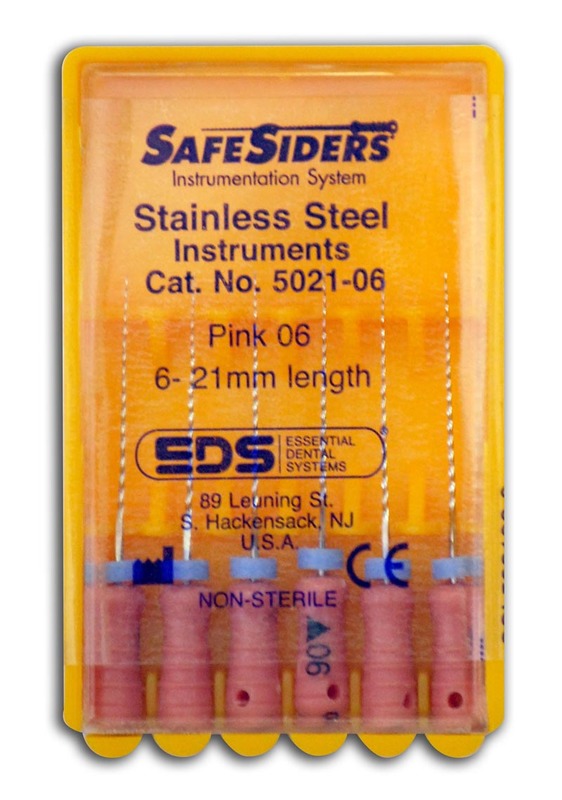 SAFESIDERS®
Instrumentation System
Stainless Steel
Instruments
Cat. No. 5021-06
Pink 06
6- 21mm length
EDS ESSENTIAL
DENTAL
SYSTEMS
®
89 Leuning St.
S. Hackensack, NJ
U.S.A.
CE
NON-STERILE
06